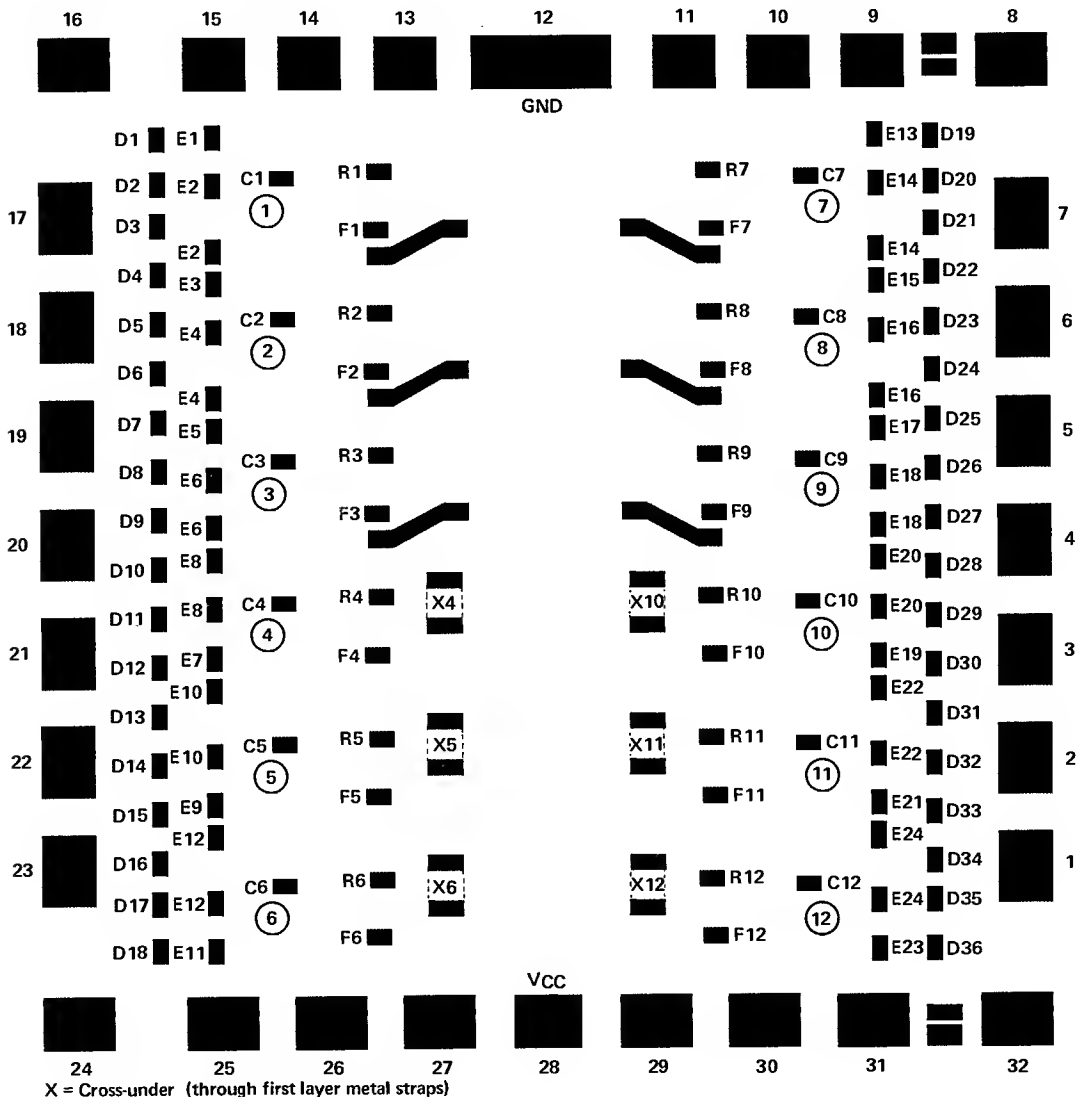 16 15 14 13 12 11 10 9 8
GND
D1 E1 E13 D19
C1 R1 R7 C7
D2 E2 E14 D20
17 1 7 7
D3 F1 F7 D21
E2 E14
D4 E3 E15 D22
C2 R2 R8 C8
18 D5 E4 E16 D23 6
2 8
D6 F2 F8 D24
E4 E16
D7 E5 E17 D25
19 C3 R3 R9 C9 5
D8 E6 E18 D26
3 9
D9 E6 F3 F9 E18 D27
20 4
D10 E8 E20 D28
C4 R4 X4 X10 R10 C10
D11 E8 E20 D29
4 10
21 E7 F4 F10 E19 3
D12 D30
E10 E22
D13 D31
C5 R5 X5 X11 R11 C11
22 D14 E10 E22 D32 2
5 11
D15 E9 F5 F11 E21 D33
E12 E24
23 D16 D34 1
C6 R6 X6 X12 R12 C12
D17 E12 E24 D35
6 12
D18 E11 F6 F12 E23 D36
VCC
24 25 26 27 28 29 30 31 32
X = Cross-under (through first layer metal straps)